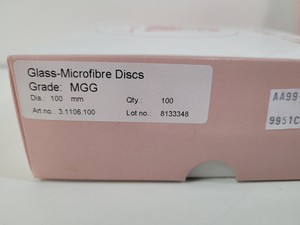 Glass-Microfibre Discs
Grade: MGG
Dia.: 100 mm Qty.: 100
Art.no.: 3.1106.100 Lot no.: 8133348
AA99-
9951C